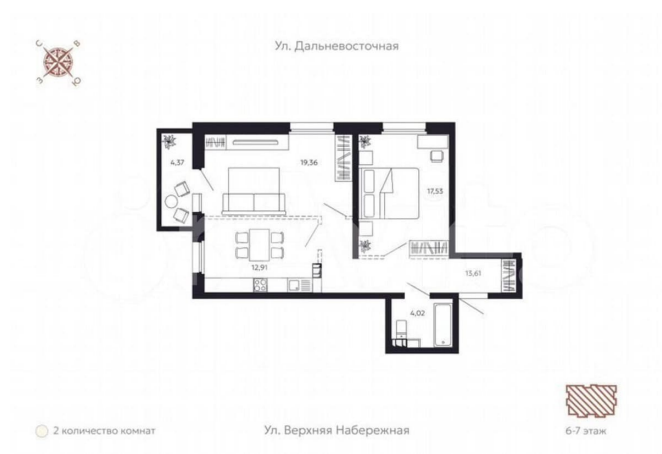 С
В
З
Ю
Ул. Дальневосточная
4,37
19,36
17,53
12,91
13,61
4,02
2 количество комнат
Ул. Верхняя Набережная
6-7 этаж